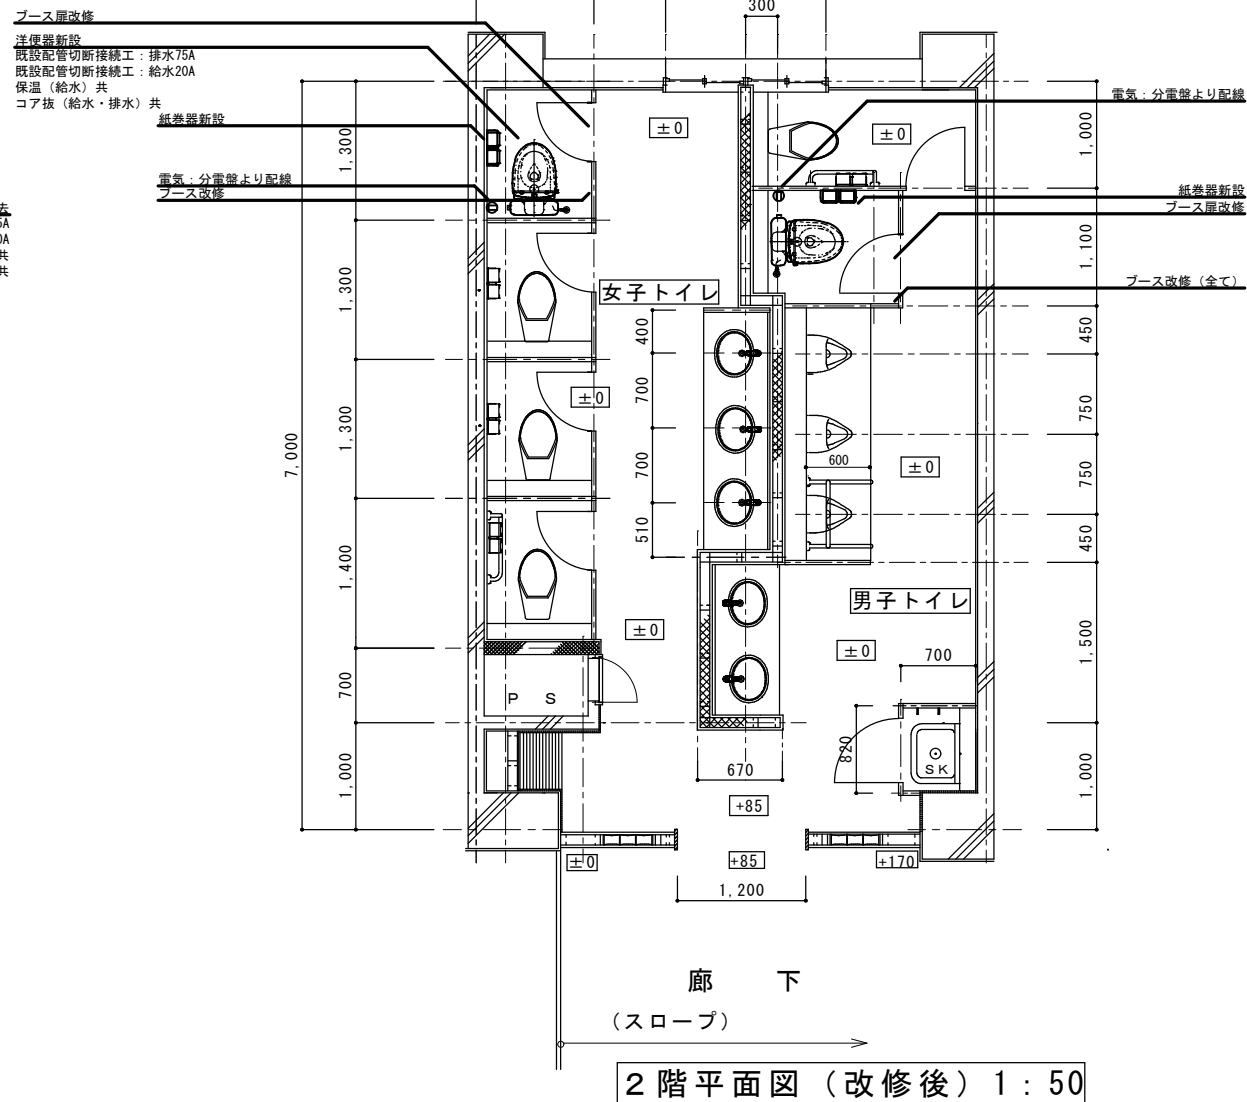 ブース扉改修
洋便器新設
既設配管切断接続工：排水75A
既設配管切断接続工：給水20A
保温（給水）共
コア抜（給水・排水）共
紙巻器新設
電気：分電盤より配線
ブース改修
去
5A
0A
共
共
300
電気：分電盤より配線
紙巻器新設
ブース扉改修
ブース改修（全て）
±0
±0
女子トイレ
±0
±0
±0
男子トイレ
±0
7,000
1,300
1,300
1,300
1,400
700
1,000
400
700
700
510
600
1,000
1,100
450
750
750
450
1,500
1,000
700
820
670
ＰＳ
SK
+85
±0
+85
+170
1,200
廊下
（スロープ）
２階平面図（改修後）1：50